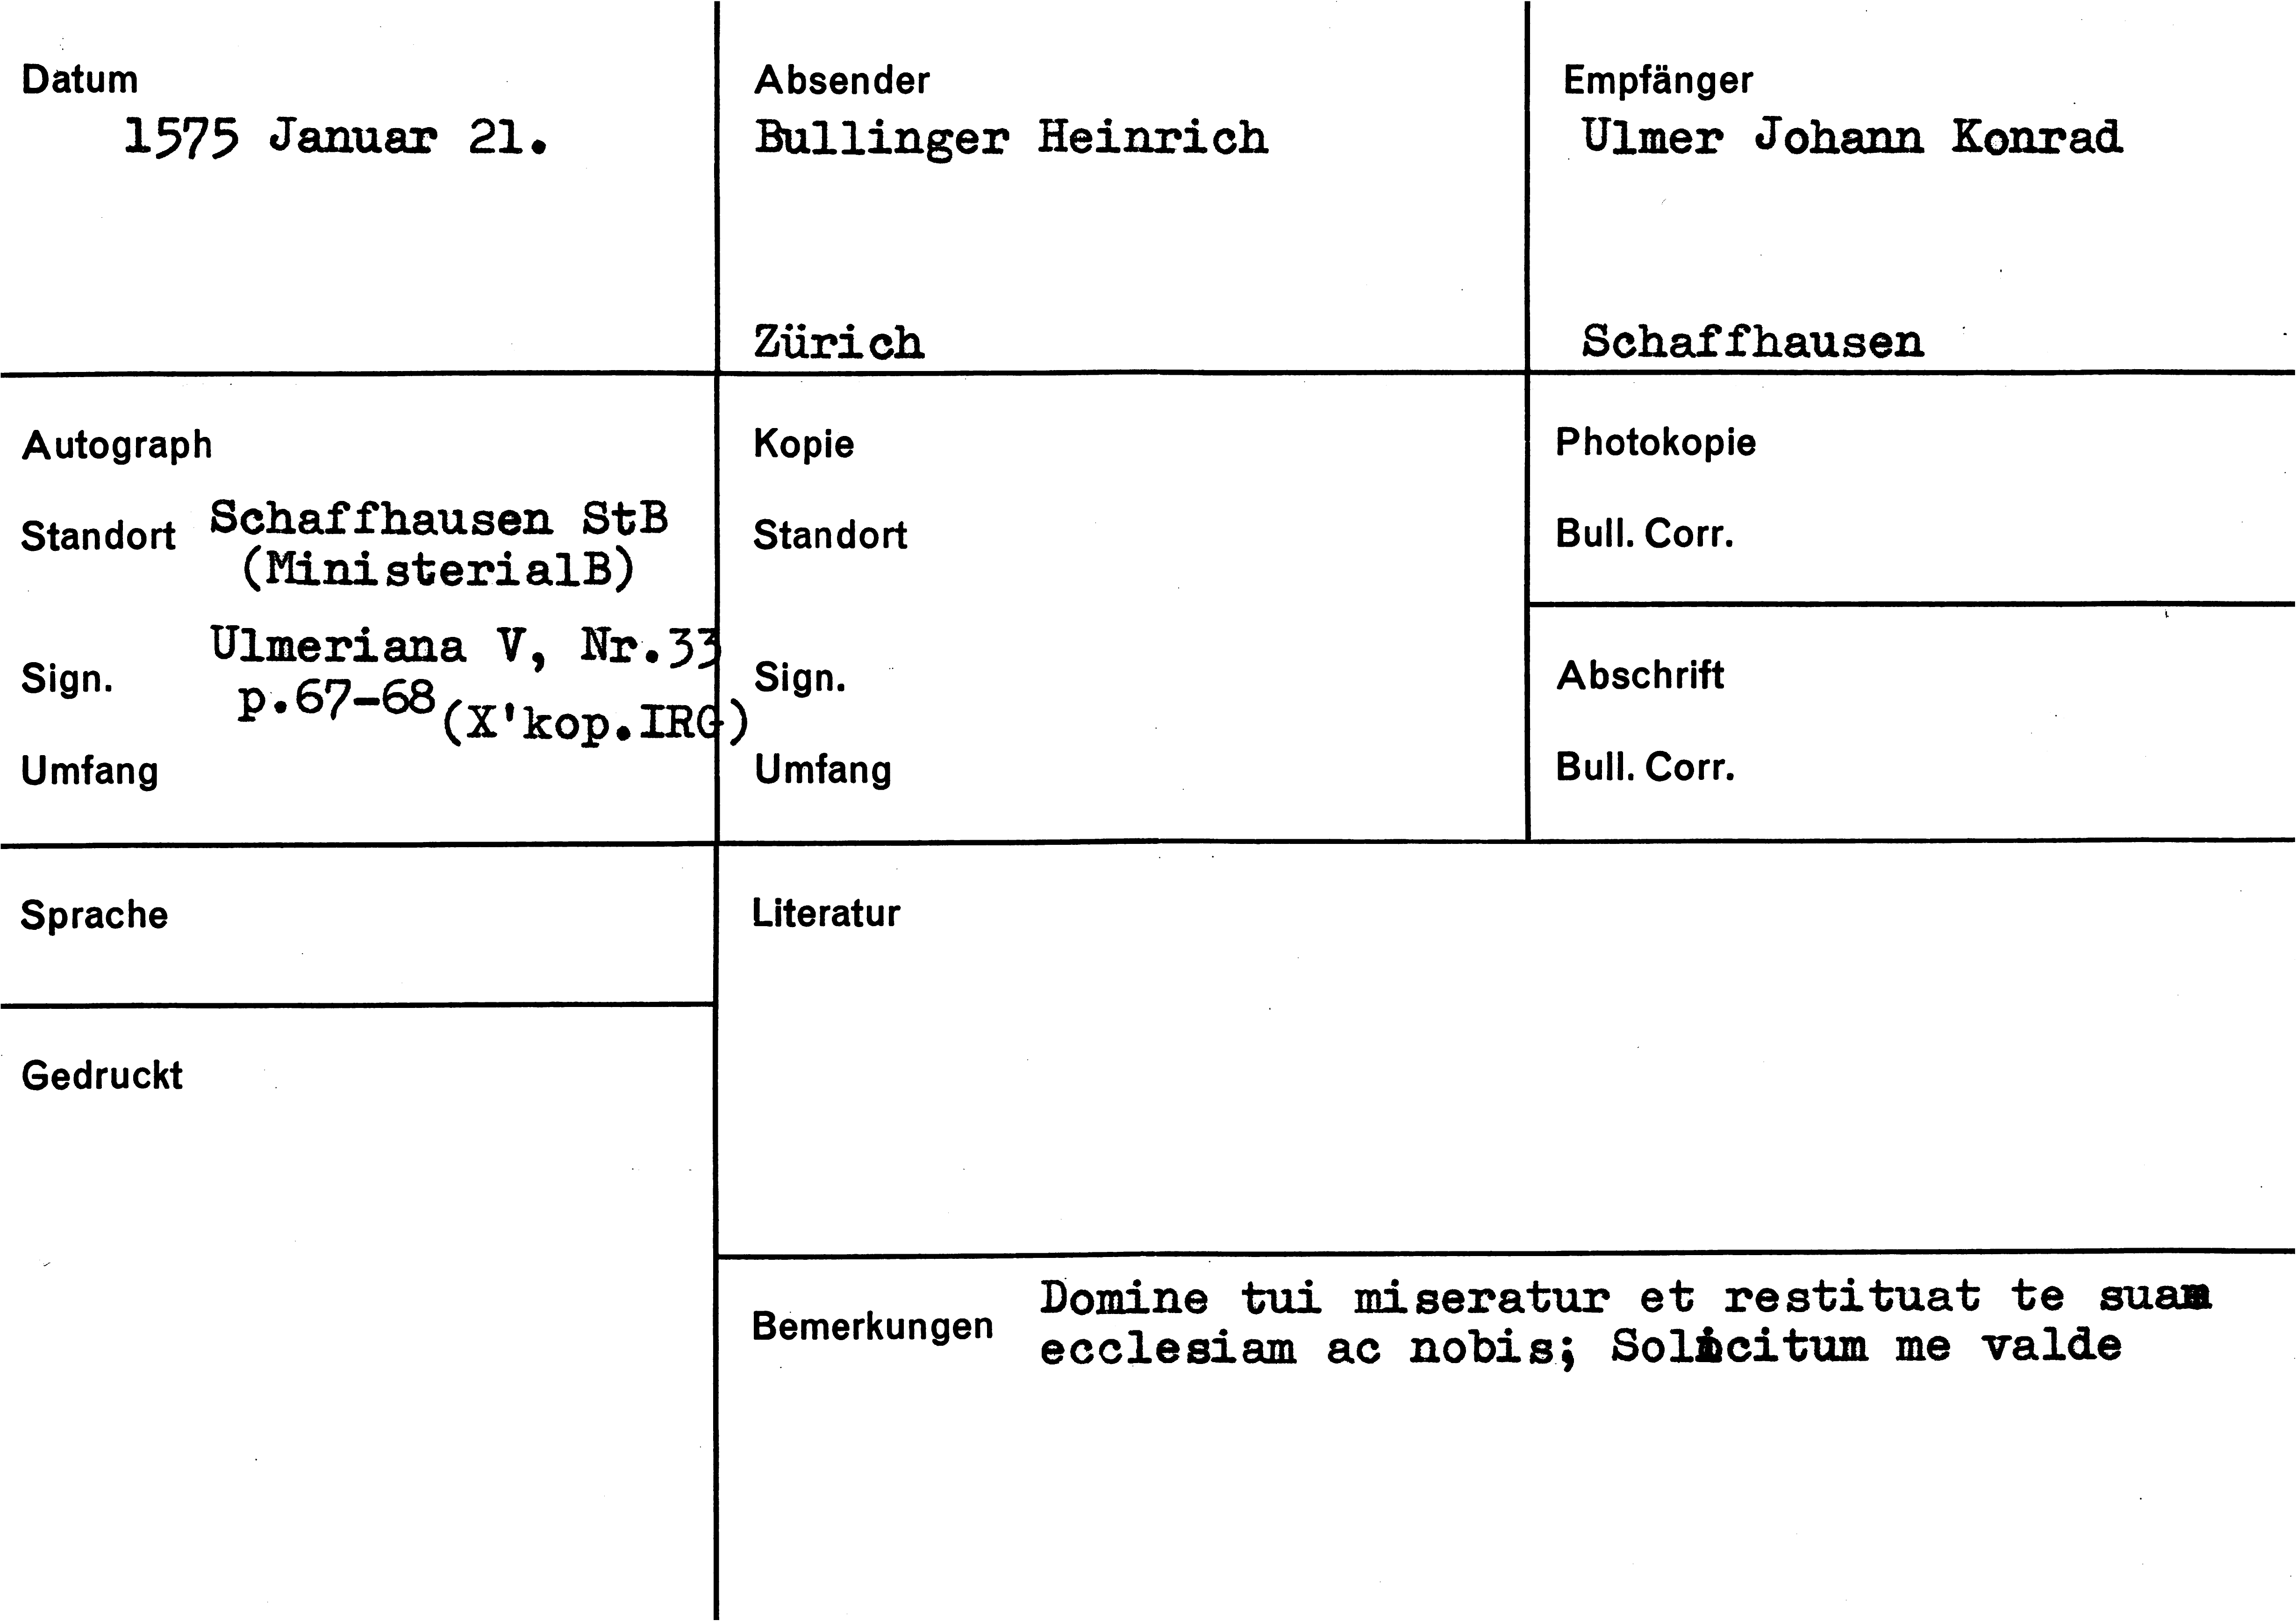 Datum
1575 Januar 21.
Absender
Bullinger Heinrich
Zürich
Empfänger
Ulmer Johann Konrad
Schaffhausen
Autograph
Standort Schaffhausen StB
(MinisterialB)
Sign. Ulmeriana V, Nr.33
p.67-68 (X'kop.IRG)
Umfang
Kopie
Standort
Sign.
Umfang
Photokopie
Bull. Corr.
Abschrift
Bull. Corr.
Sprache
Literatur
Gedruckt
Bemerkungen Domine tui miseratur et restituat te suam
ecclesiam ac nobis; Solicitum me valde